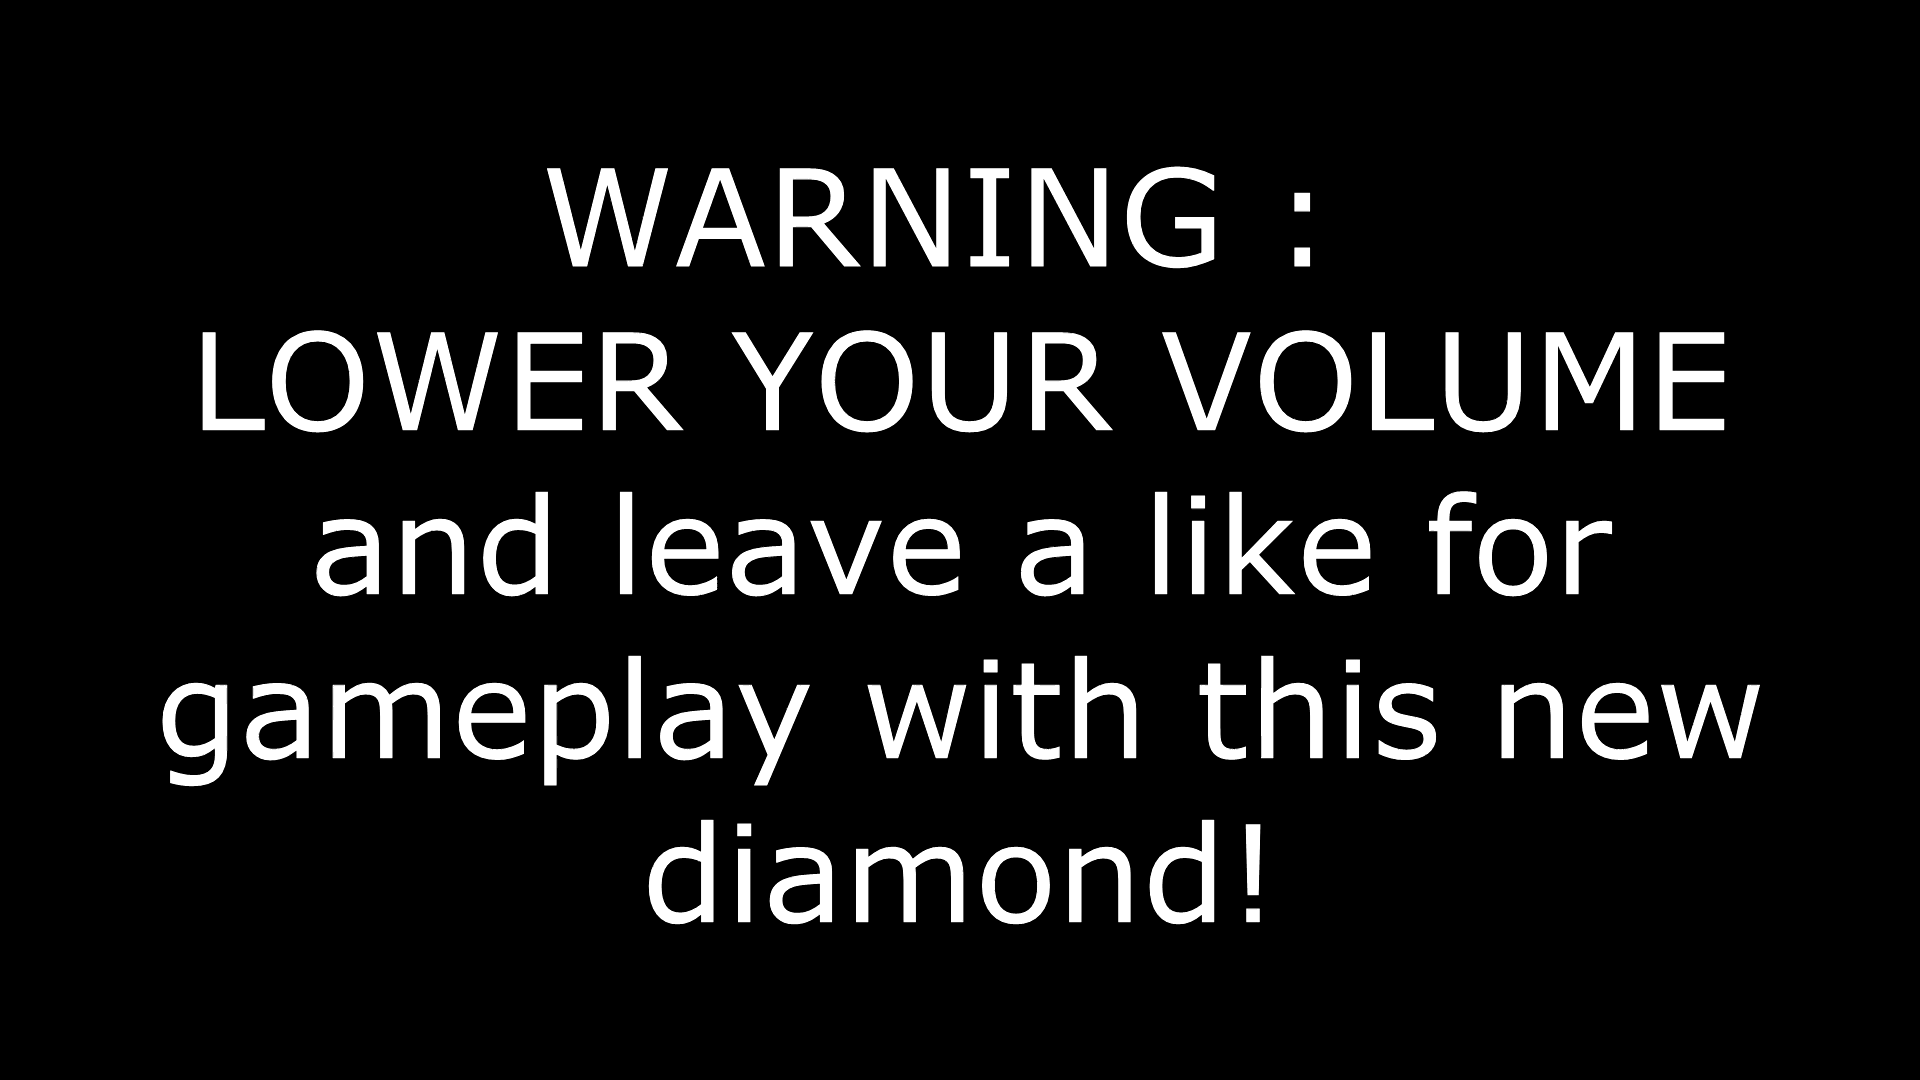 WARNING :
LOWER YOUR VOLUME
and leave a like for
gameplay with this new
diamond!